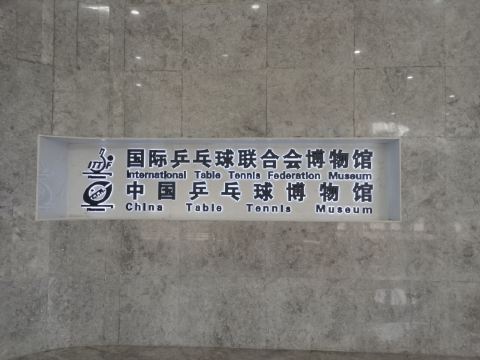 国际乒乓球联合会博物馆
International Table Tennis Federation Museum
中国乒乓球博物馆
China Table Tennis Museum